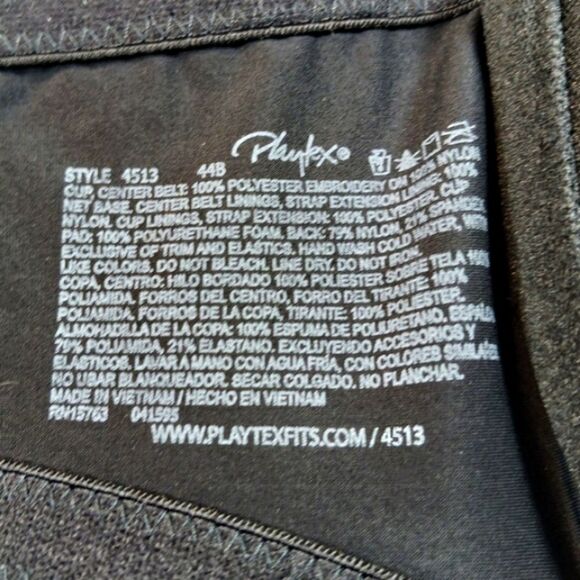 Playtex®
STYLE 4513 44B
CUP, CENTER BELT: 100% POLYESTER EMBROIDERY ON 100% NYLON
NET BASE. CENTER BELT LININGS, STRAP EXTENSION LINING: 100%
NYLON. CUP LININGS, STRAP EXTENSION: 100% POLYESTER. CUP
PAD: 100% POLYURETHANE FOAM. BACK: 79% NYLON, 21% SPANDEX
EXCLUSIVE OF TRIM AND ELASTICS. HAND WASH COLD WATER,
LIKE COLORS. DO NOT BLEACH. LINE DRY. DO NOT IRON.
COPA, CENTRO: HILO BORDADO 100% POLIESTER SOBRE TELA 100%
POLIAMIDA. FORROS DEL CENTRO, FORRO DEL TIRANTE: 100%
POLIAMIDA. FORROS DE LA COPA, TIRANTE: 100% POLIESTER.
ALMOHADILLA DE LA COPA: 100% ESPUMA DE POLIURETANO.
79% POLIAMIDA, 21% ELASTANO. EXCLUYENDO ACCESORIOS Y
ELASTICOS. LAVAR A MANO CON AGUA FRIA, CON COLORES SIMILARES
NO USAR BLANQUEADOR. SECAR COLGADO. NO PLANCHAR.
MADE IN VIETNAM / HECHO EN VIETNAM
RN15763 041595
WWW.PLAYTEXFITS.COM/4513